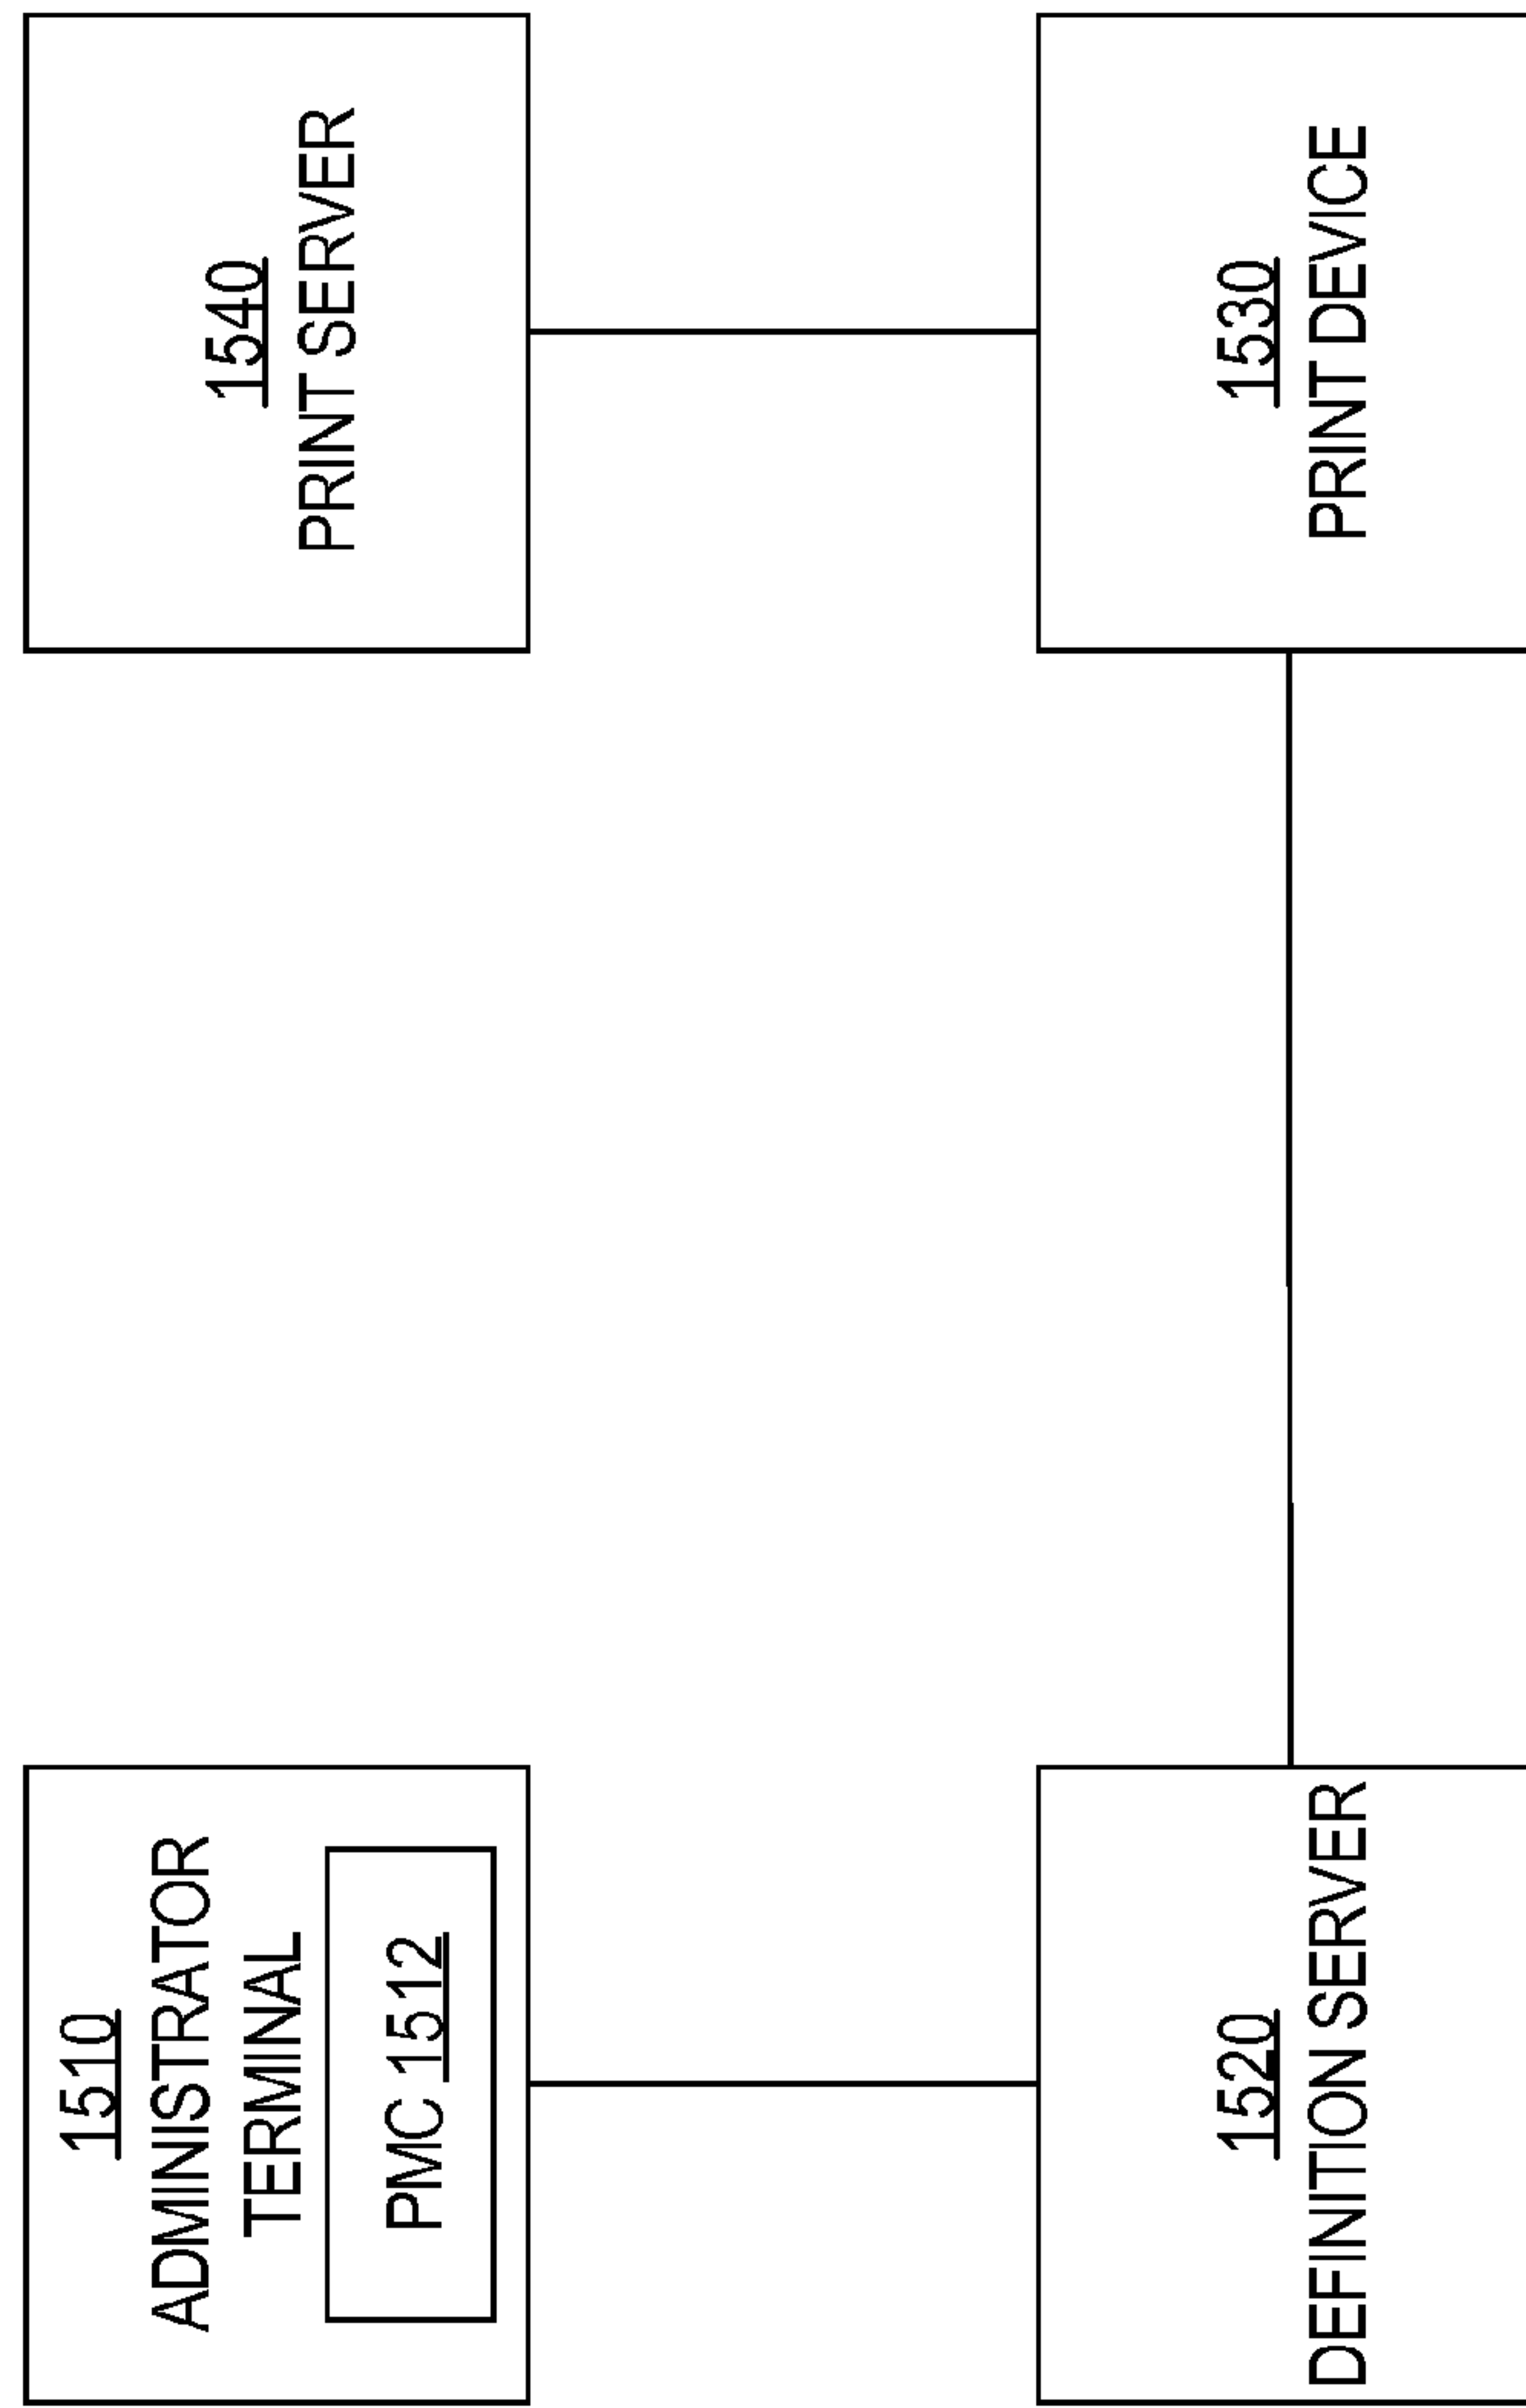 1510
ADMINISTRATOR
TERMINAL
PMC 1512
1540
PRINT SERVER
1520
DEFINITION SERVER
1530
PRINT DEVICE